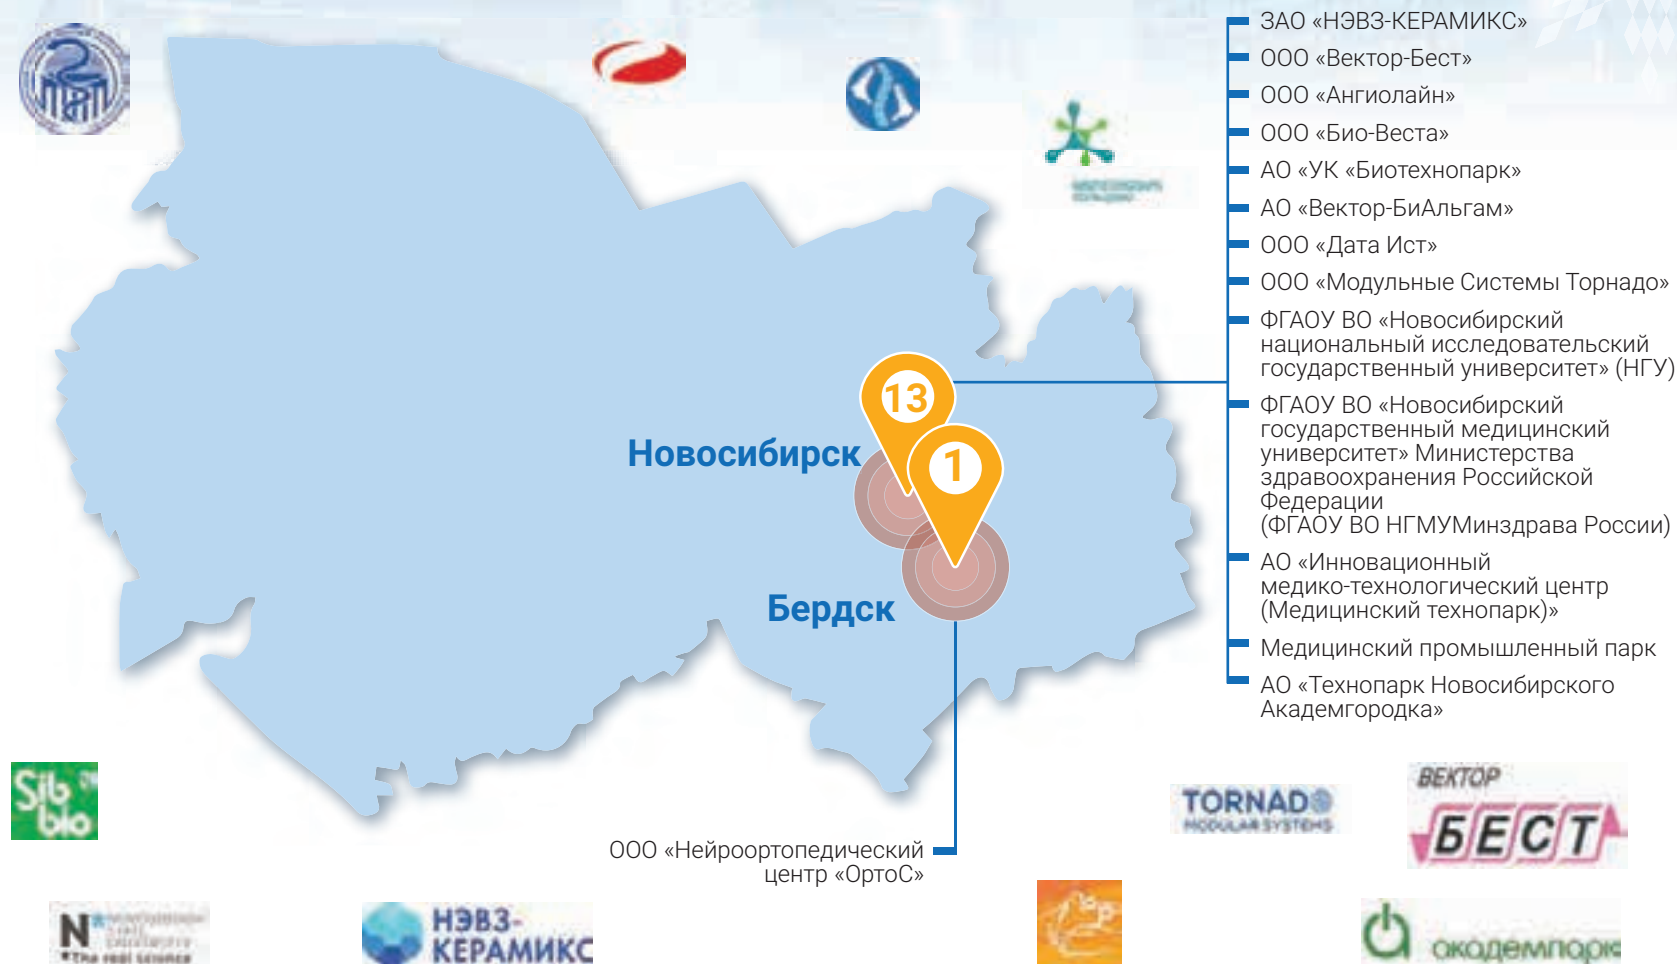 ЗАО «НЭВЗ-КЕРАМИКС»
ООО «Вектор-Бест»
ООО «Ангиолайн»
ООО «Био-Веста»
АО «УК «Биотехнопарк»
АО «Вектор-БиАльгам»
ООО «Дата Ист»
ООО «Модульные Системы Торнадо»
ФГАОУ ВО «Новосибирский
национальный исследовательский
государственный университет» (НГУ)
ФГАОУ ВО «Новосибирский
государственный медицинский
университет» Министерства
здравоохранения Российской
Федерации
(ФГАОУ ВО НГМУМинздрава России)
АО «Инновационный
медико-технологический центр
(Медицинский технопарк)»
Медицинский промышленный парк
АО «Технопарк Новосибирского
Академгородка»
13
Новосибирск
1
Бердск
ООО «Нейроортопедический
центр «ОртоС»
Sib
bio
TORNADO
MODULAR SYSTEMS
ВЕКТОР
БЕСТ
N*
*The real science
НЭВЗ-
КЕРАМИКС
академпарк